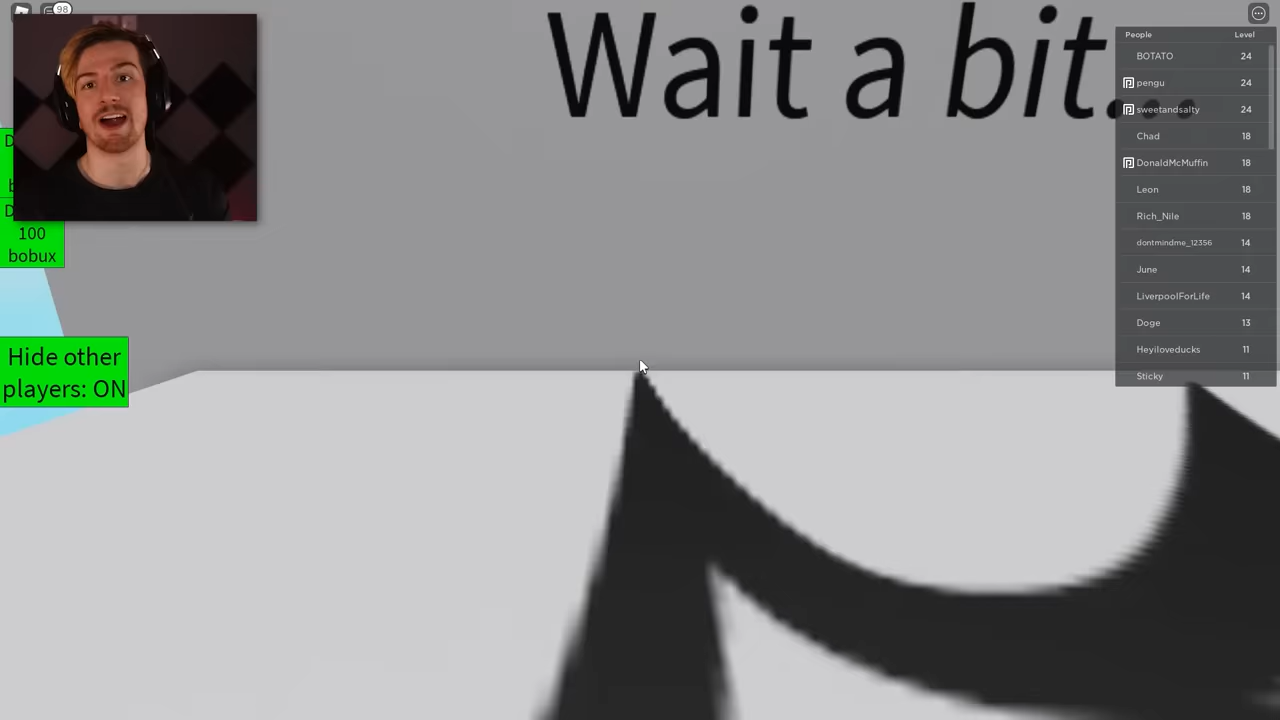 98
Wait a bit...
People Level
BOTATO 24
pengu 24
sweetandsalty 24
Chad 18
DonaldMcMuffin 18
Leon 18
Rich_Nile 18
dontmindme_12356 14
June 14
LiverpoolForLife 14
Doge 13
Heyiloveducks 11
Sticky 11
100
bobux
Hide other
players: ON